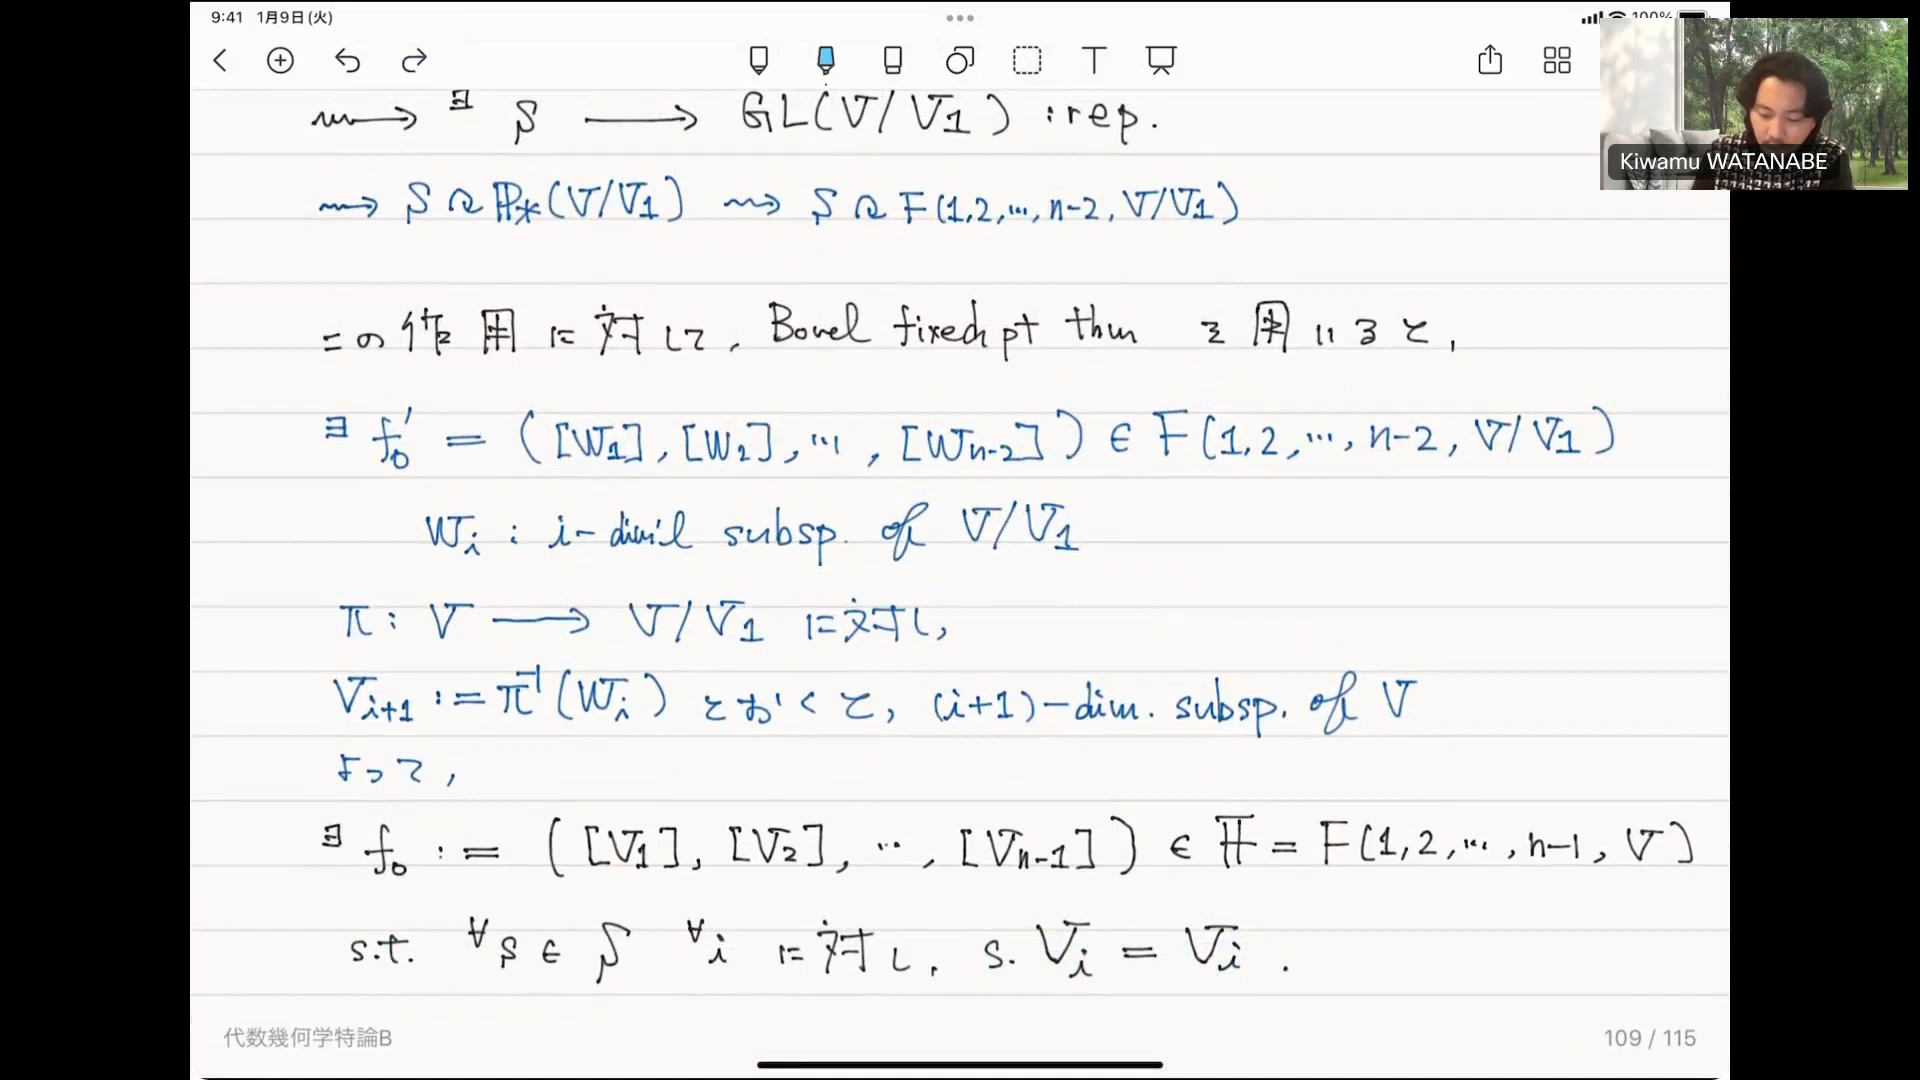 9:41 1月9日(火)
100%
Kiwamu WATANABE
⇝ ∃ S ⟶ GL(V/V₁) : rep.
⇝ S ↷ ℙ*(V/V₁) ⇝ S ↷ F(1,2,…,n-2, V/V₁)
この作用に対して, Borel fixed pt thm を用いると,
∃ f₀′ = ([W₁], [W₂], …, [Wn-2]) ∈ F(1,2,…,n-2, V/V₁)
Wᵢ : i-dim'l subsp. of V/V₁
π : V ⟶ V/V₁ に対し,
Vᵢ₊₁ := π⁻¹(Wᵢ) とおくと, (i+1)-dim. subsp. of V
よって,
∃ f₀ := ([V₁], [V₂], …, [Vn-1]) ∈ 𝔽 = F(1,2,…,n-1, V)
s.t. ∀s ∈ S ∀i に対し, s.Vᵢ = Vᵢ.
代数幾何学特論B
109 / 115